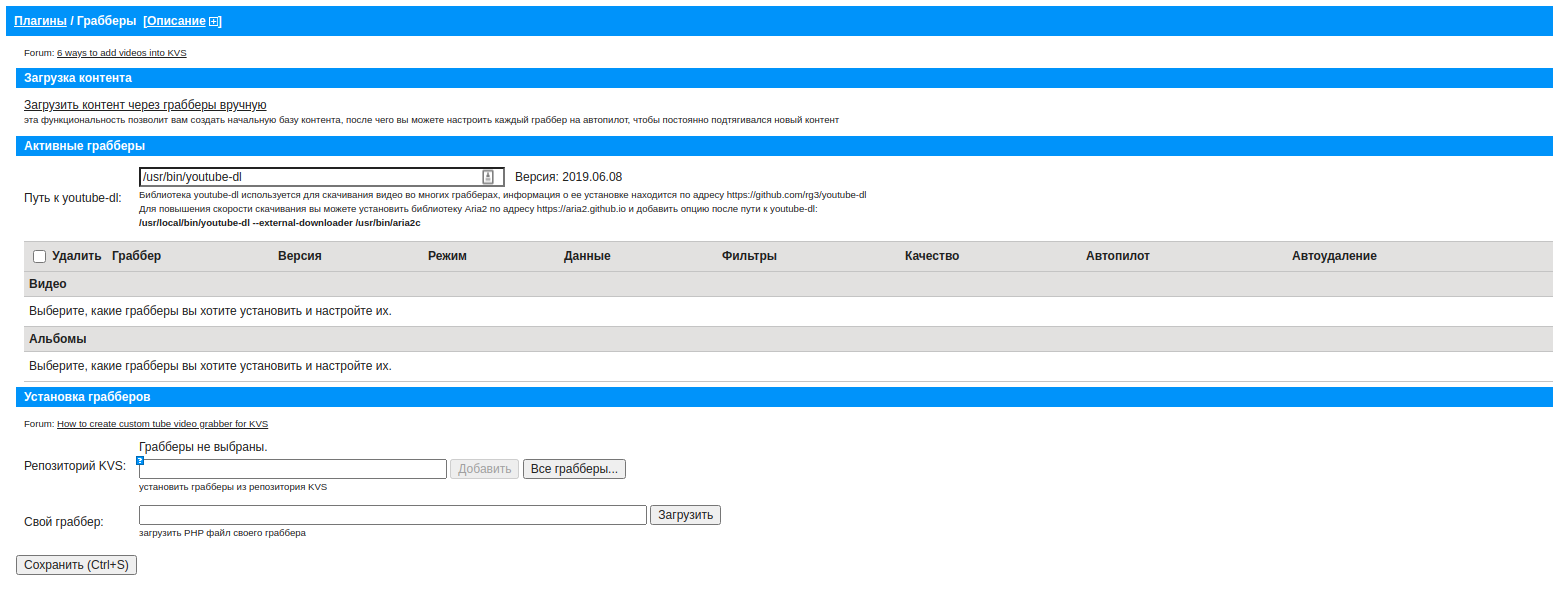 Плагины / Грабберы [Описание +]
Forum: 6 ways to add videos into KVS
Загрузка контента
Загрузить контент через грабберы вручную
эта функциональность позволит вам создать начальную базу контента, после чего вы можете настроить каждый граббер на автопилот, чтобы постоянно подтягивался новый контент
Активные грабберы
Путь к youtube-dl: /usr/bin/youtube-dl Версия: 2019.06.08
Библиотека youtube-dl используется для скачивания видео во многих грабберах, информация о ее установке находится по адресу https://github.com/rg3/youtube-dl
Для повышения скорости скачивания вы можете установить библиотеку Aria2 по адресу https://aria2.github.io и добавить опцию после пути к youtube-dl:
/usr/local/bin/youtube-dl --external-downloader /usr/bin/aria2c
Удалить Граббер Версия Режим Данные Фильтры Качество Автопилот Автоудаление
Видео
Выберите, какие грабберы вы хотите установить и настройте их.
Альбомы
Выберите, какие грабберы вы хотите установить и настройте их.
Установка грабберов
Forum: How to create custom tube video grabber for KVS
Грабберы не выбраны.
Репозиторий KVS: ? Добавить Все грабберы...
установить грабберы из репозитория KVS
Свой граббер: Загрузить
загрузить PHP файл своего граббера
Сохранить (Ctrl+S)